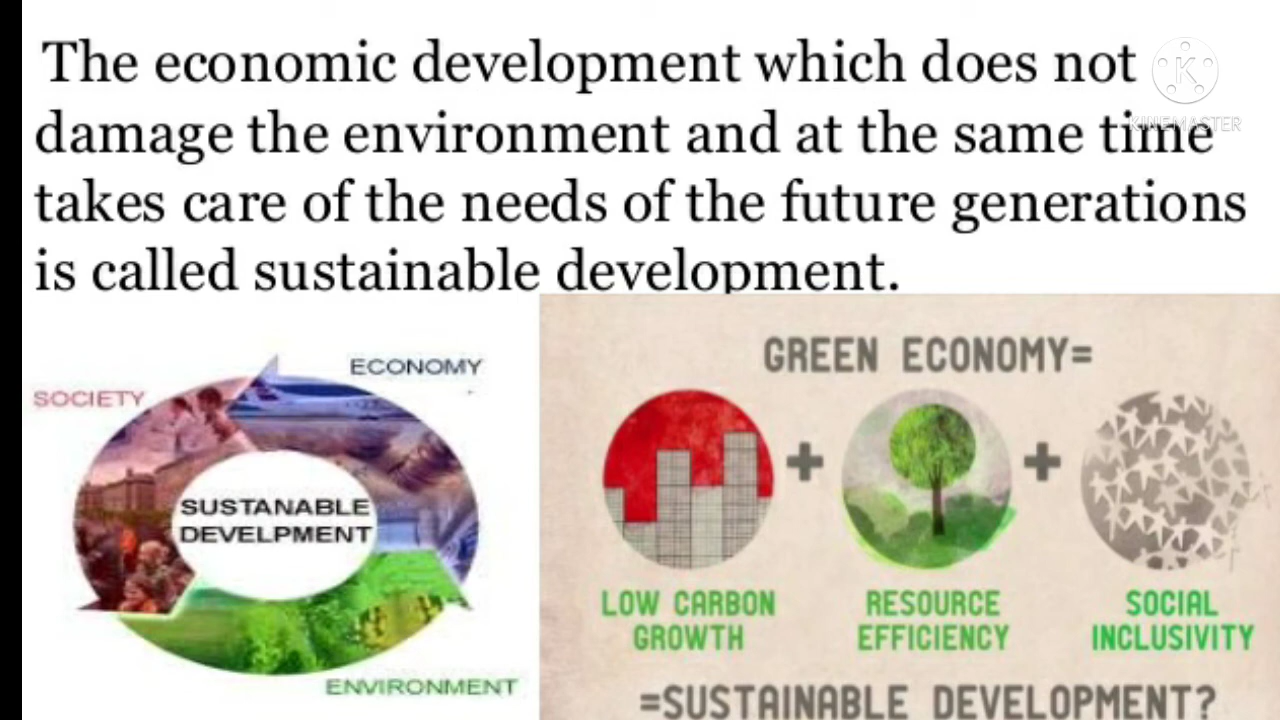 The economic development which does not
damage the environment and at the same time
takes care of the needs of the future generations
is called sustainable development.
K
KINEMASTER
SOCIETY
ECONOMY
SUSTANABLE
DEVELPMENT
ENVIRONMENT
GREEN ECONOMY=
+ +
LOW CARBON
GROWTH
RESOURCE
EFFICIENCY
SOCIAL
INCLUSIVITY
=SUSTAINABLE DEVELOPMENT?